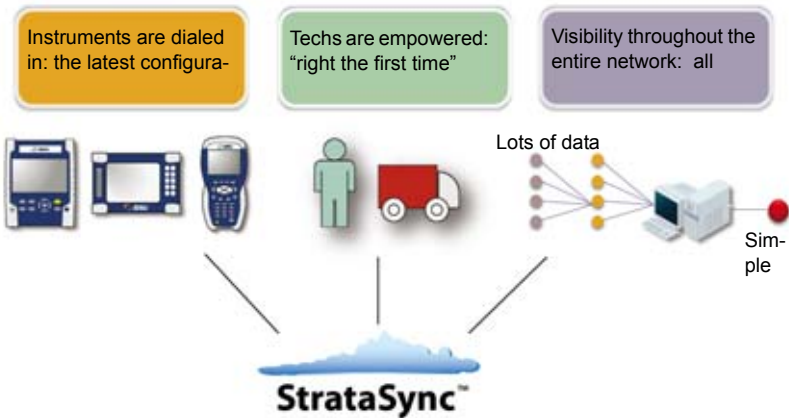 Instruments are dialed
in: the latest configura-
Techs are empowered:
“right the first time”
Visibility throughout the
entire network: all
Lots of data
Sim-
ple
StrataSync™